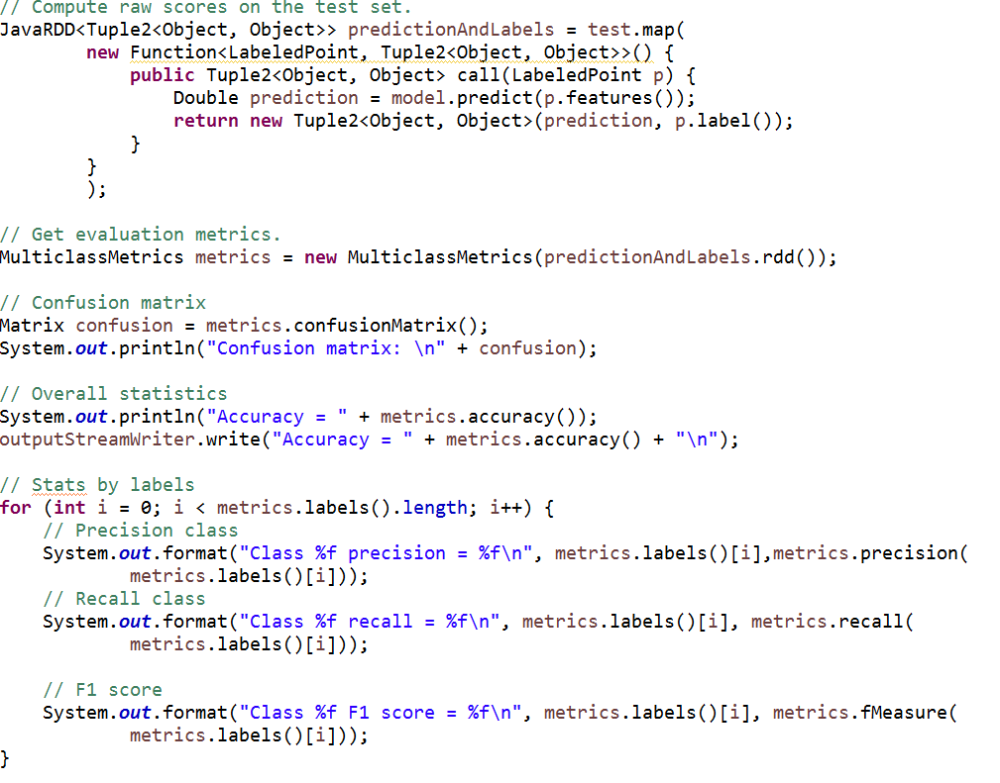 // Compute raw scores on the test set.
JavaRDD<Tuple2<Object, Object>> predictionAndLabels = test.map(
        new Function<LabeledPoint, Tuple2<Object, Object>>() {
            public Tuple2<Object, Object> call(LabeledPoint p) {
                Double prediction = model.predict(p.features());
                return new Tuple2<Object, Object>(prediction, p.label());
            }
        }
        );

// Get evaluation metrics.
MulticlassMetrics metrics = new MulticlassMetrics(predictionAndLabels.rdd());

// Confusion matrix
Matrix confusion = metrics.confusionMatrix();
System.out.println("Confusion matrix: \n" + confusion);

// Overall statistics
System.out.println("Accuracy = " + metrics.accuracy());
outputStreamWriter.write("Accuracy = " + metrics.accuracy() + "\n");

// Stats by labels
for (int i = 0; i < metrics.labels().length; i++) {
    // Precision class
    System.out.format("Class %f precision = %f\n", metrics.labels()[i],metrics.precision(
            metrics.labels()[i]));
    // Recall class
    System.out.format("Class %f recall = %f\n", metrics.labels()[i], metrics.recall(
            metrics.labels()[i]));

    // F1 score
    System.out.format("Class %f F1 score = %f\n", metrics.labels()[i], metrics.fMeasure(
            metrics.labels()[i]));
}